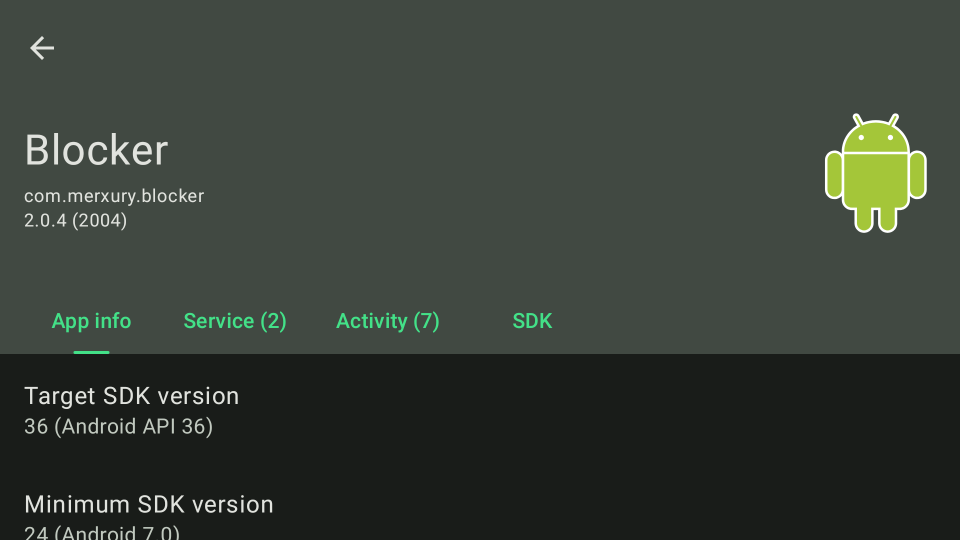 Blocker
com.merxury.blocker
2.0.4 (2004)
App info
Service (2)
Activity (7)
SDK
Target SDK version
36 (Android API 36)
Minimum SDK version
24 (Android 7.0)